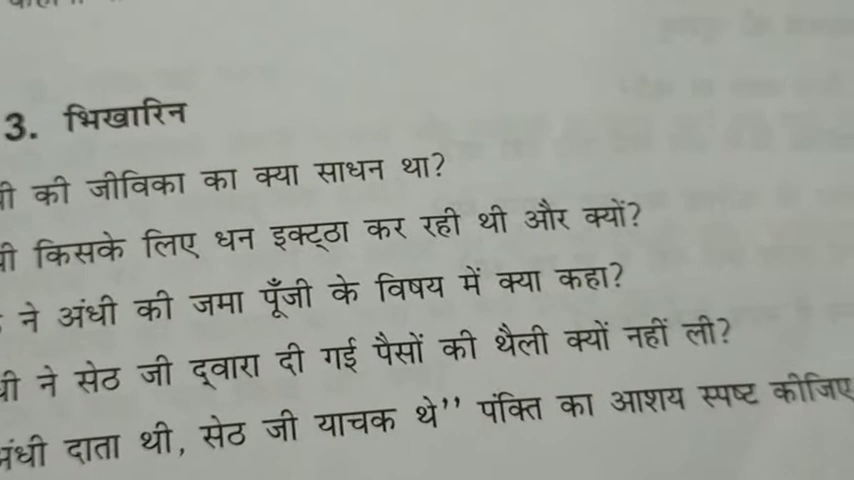 3. भिखारिन
की जीविका का क्या साधन था?
किसके लिए धन इक्ट्ठा कर रही थी और क्यों?
ने अंधी की जमा पूँजी के विषय में क्या कहा?
ने सेठ जी द्वारा दी गई पैसों की थैली क्यों नहीं ली?
अंधी दाता थी, सेठ जी याचक थे" पंक्ति का आशय स्पष्ट कीजिए